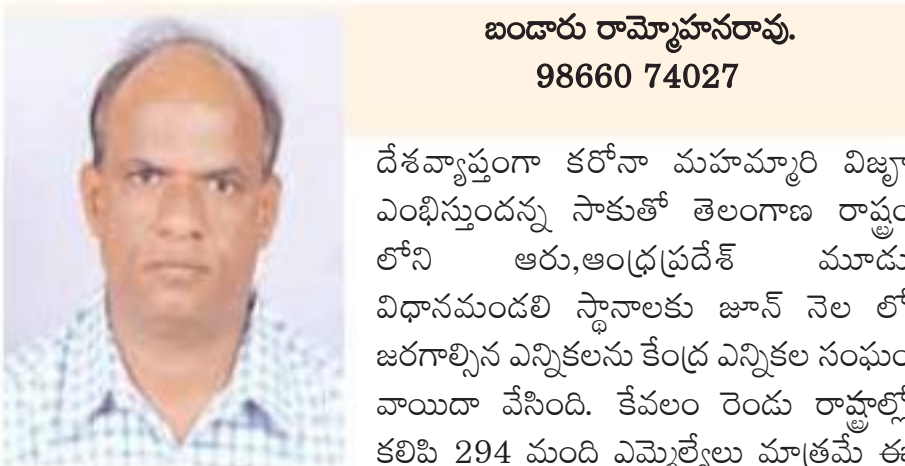 బండారు రామ్మోహనరావు.
98660 74027
దేశవ్యాప్తంగా కరోనా మహమ్మారి విజృా
ఎంభిస్తుందన్న సాకుతో తెలంగాణ రాష్ట్రం
లోని ఆరు,ఆంధ్రప్రదేశ్ మూడు
విధానమండలి స్థానాలకు జూన్ నెల లో
జరగాల్సిన ఎన్నికలను కేంద్ర ఎన్నికల సంఘం
వాయిదా వేసింది. కేవలం రెండు రాష్ట్రాల్లో
కలిపి 294 మంది ఎమ్మెల్యేలు మాత్రమే ఈ